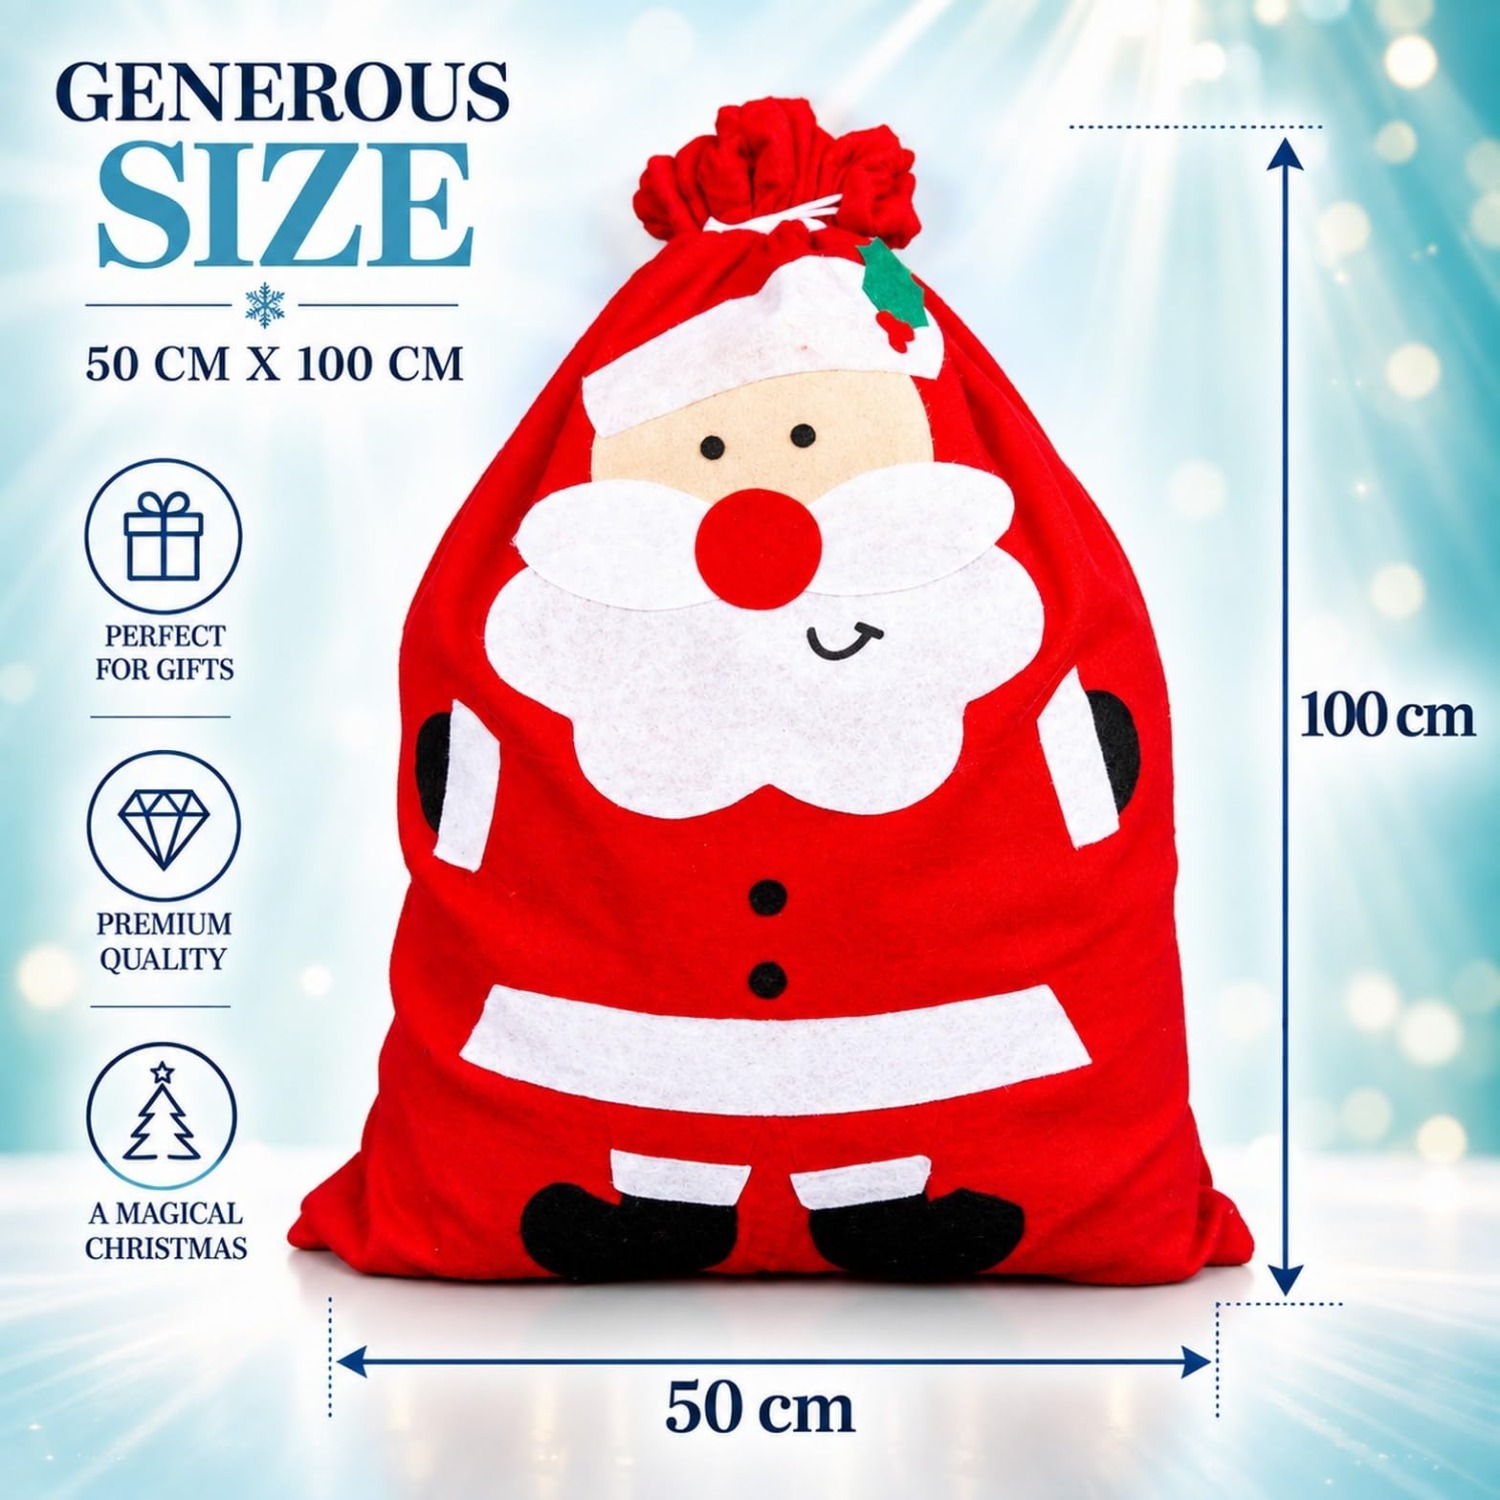 GENEROUS
SIZE
50 CM X 100 CM
PERFECT
FOR GIFTS
PREMIUM
QUALITY
A MAGICAL
CHRISTMAS
100 cm
50 cm